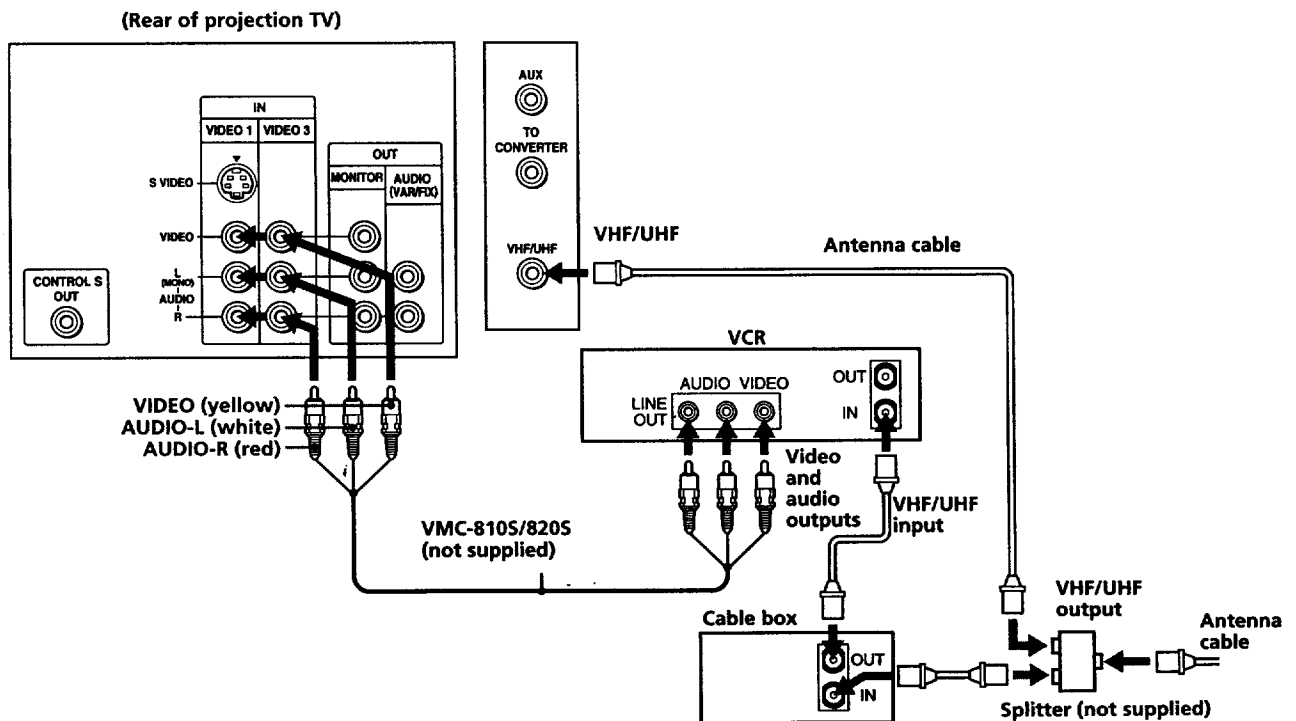 (Rear of projection TV)
IN
VIDEO 1
VIDEO 3
S VIDEO
VIDEO
L
(MONO)
AUDIO
R
OUT
MONITOR
AUDIO
(VAR/FIX)
CONTROL S
OUT
AUX
TO
CONVERTER
VHF/UHF
VHF/UHF
Antenna cable
VCR
AUDIO VIDEO
LINE
OUT
OUT
IN
VIDEO (yellow)
AUDIO-L (white)
AUDIO-R (red)
Video
and
audio
outputs
VHF/UHF
input
VMC-810S/820S
(not supplied)
Cable box
OUT
IN
VHF/UHF
output
Antenna
cable
Splitter (not supplied)